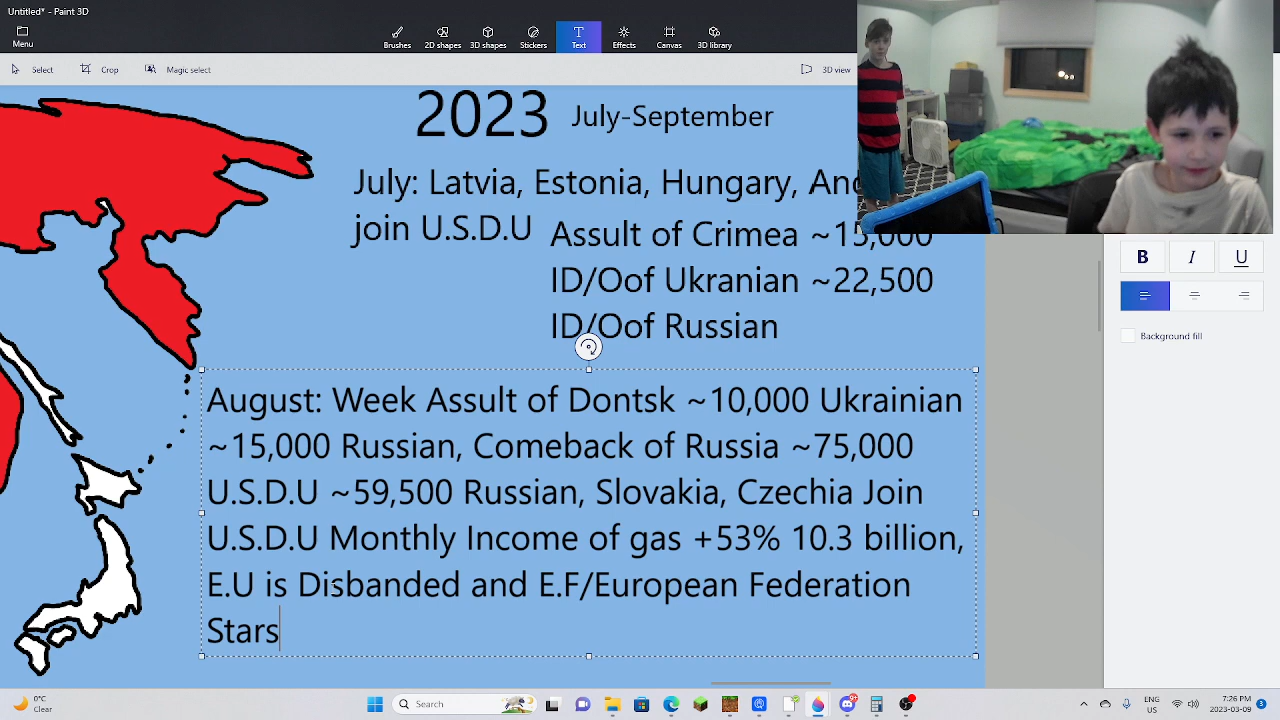 Untitled* - Paint 3D
Menu
Brushes
2D shapes
3D shapes
Stickers
Text
Effects
Canvas
3D library
Select
Crop
Magic select
3D view
2023 July-September
July: Latvia, Estonia, Hungary,
join U.S.D.U
Assult of Crimea ~15,000
ID/Oof Ukranian ~22,500
ID/Oof Russian
August: Week Assult of Dontsk ~10,000 Ukrainian
~15,000 Russian, Comeback of Russia ~75,000
U.S.D.U ~59,500 Russian, Slovakia, Czechia Join
U.S.D.U Monthly Income of gas +53% 10.3 billion,
E.U is Disbanded and E.F/European Federation
Stars
B
I
U
Background fill
0°C
Clear
Search
ENG
US
7:26 PM
2023-03-09
3